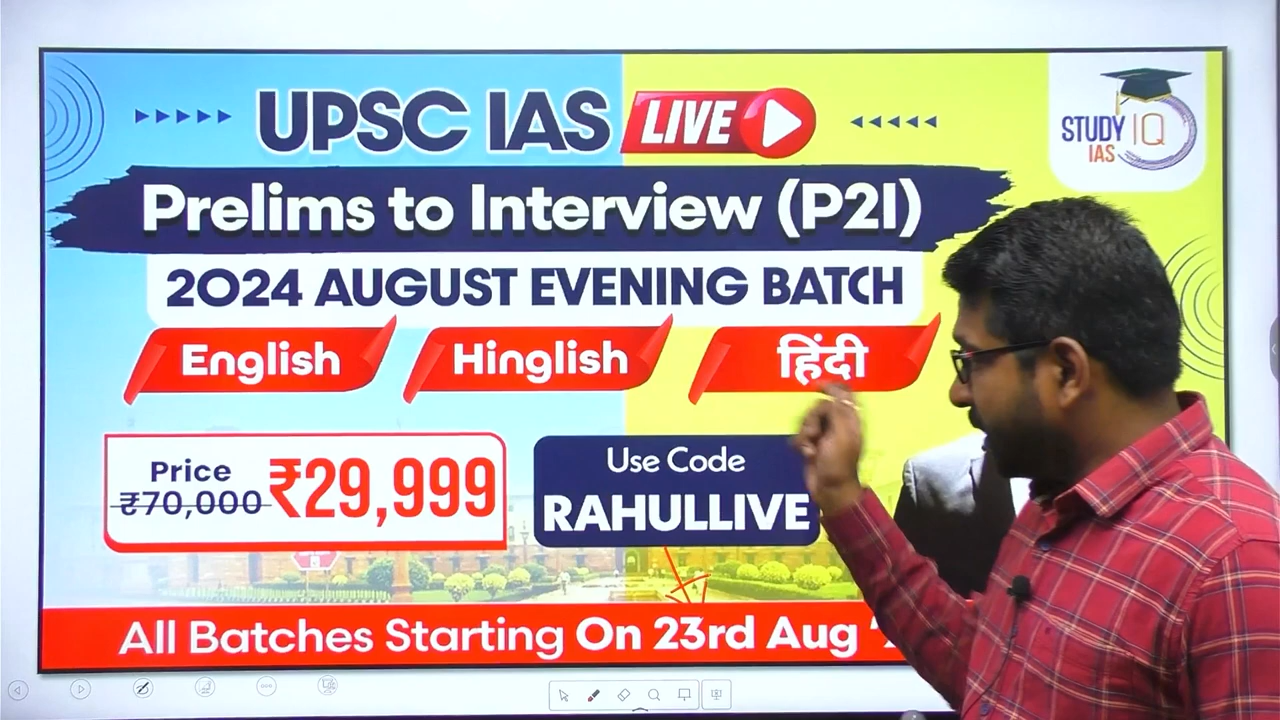 UPSC IAS LIVE
STUDY IQ
IAS
Prelims to Interview (P2I)
2024 AUGUST EVENING BATCH
English
Hinglish
हिंदी
Price
₹70,000 ₹29,999
Use Code
RAHULLIVE
All Batches Starting On 23rd Aug